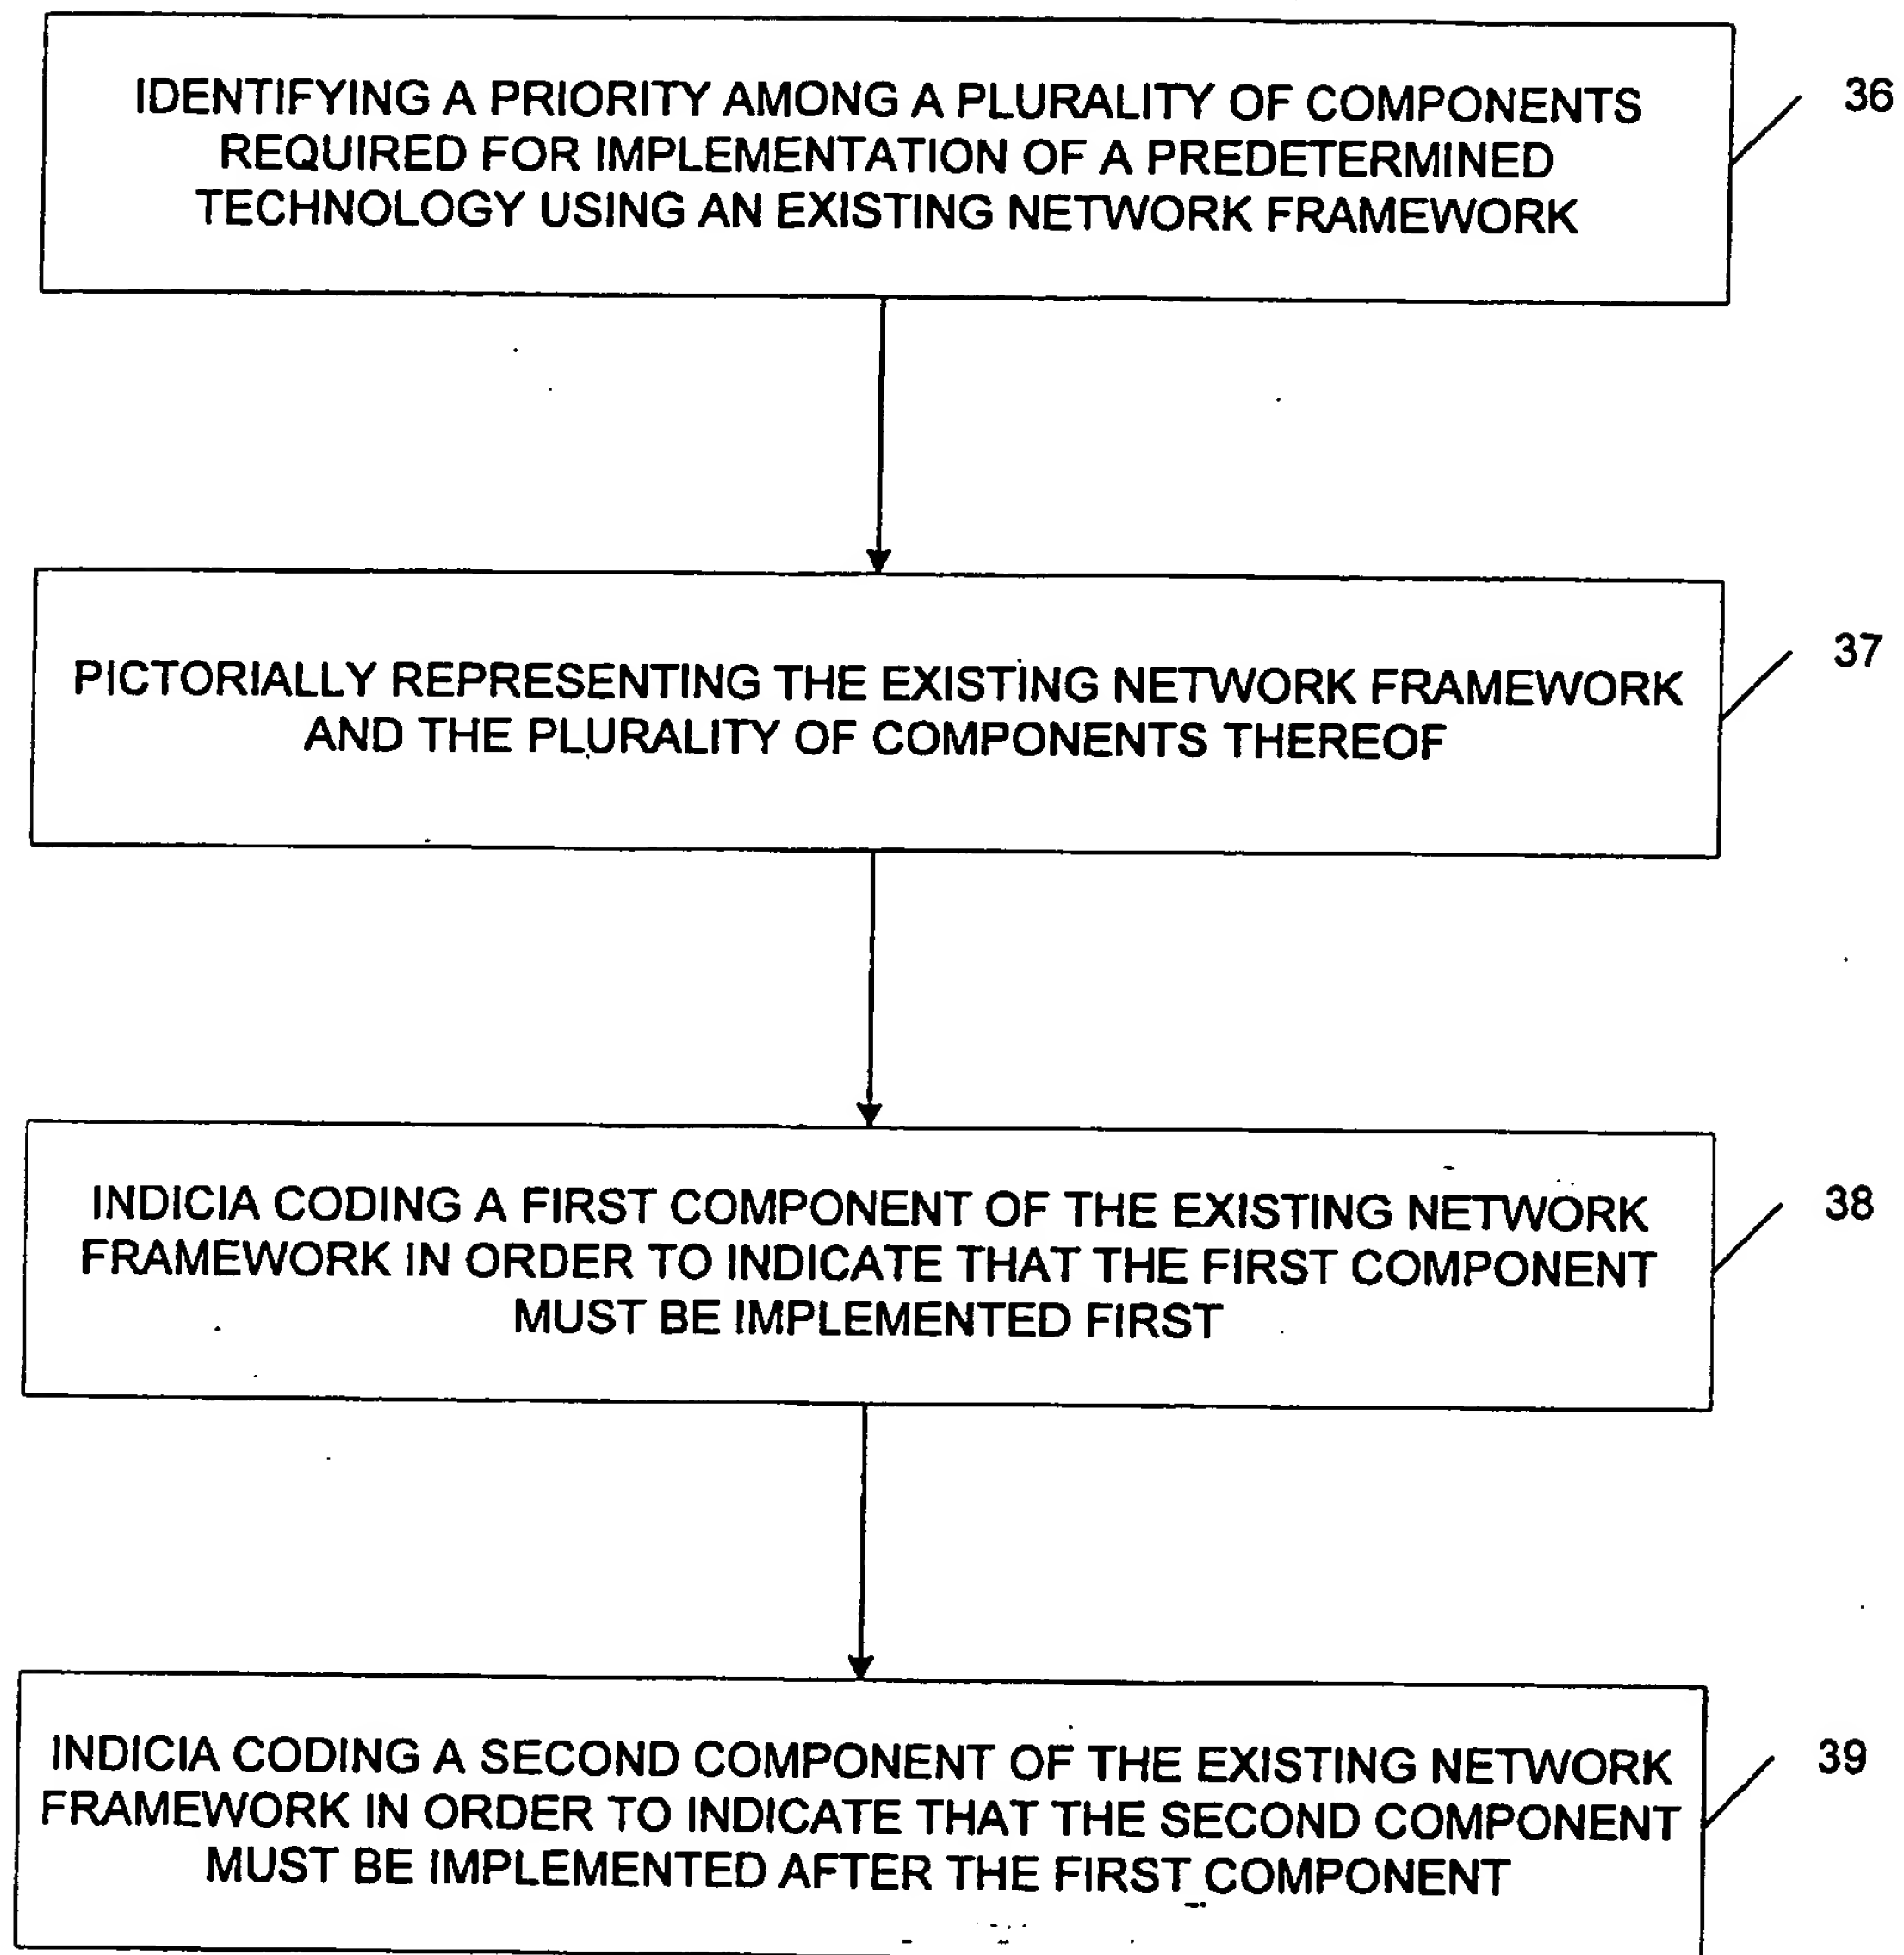 IDENTIFYING A PRIORITY AMONG A PLURALITY OF COMPONENTS
REQUIRED FOR IMPLEMENTATION OF A PREDETERMINED
TECHNOLOGY USING AN EXISTING NETWORK FRAMEWORK
36
PICTORIALLY REPRESENTING THE EXISTING NETWORK FRAMEWORK
AND THE PLURALITY OF COMPONENTS THEREOF
37
INDICIA CODING A FIRST COMPONENT OF THE EXISTING NETWORK
FRAMEWORK IN ORDER TO INDICATE THAT THE FIRST COMPONENT
MUST BE IMPLEMENTED FIRST
38
INDICIA CODING A SECOND COMPONENT OF THE EXISTING NETWORK
FRAMEWORK IN ORDER TO INDICATE THAT THE SECOND COMPONENT
MUST BE IMPLEMENTED AFTER THE FIRST COMPONENT
39